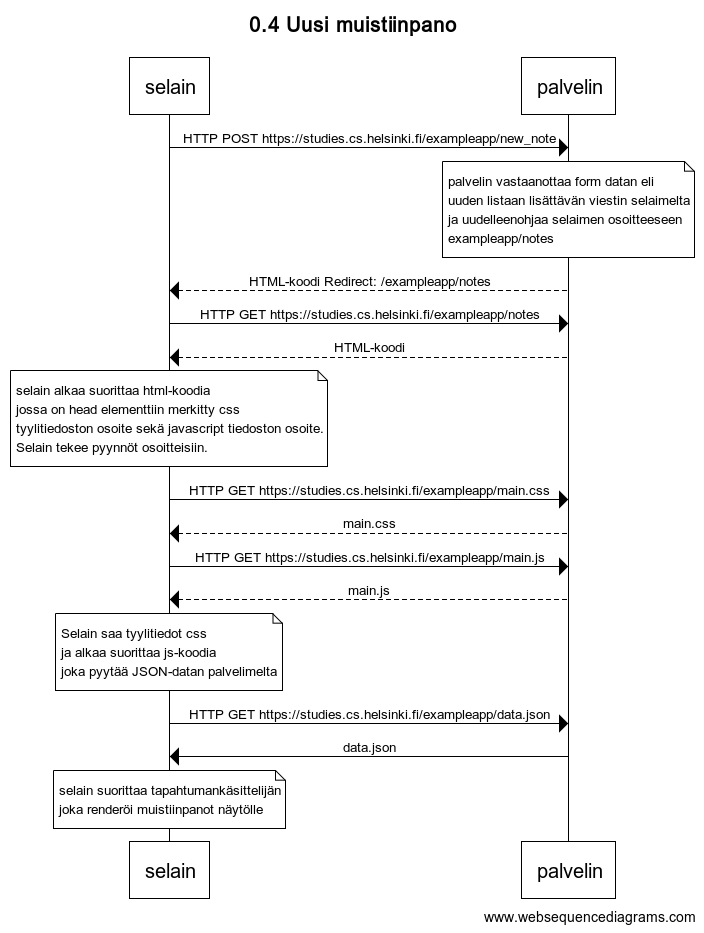 0.4 Uusi muistiinpano
selain
palvelin
HTTP POST https://studies.cs.helsinki.fi/exampleapp/new_note
palvelin vastaanottaa form datan eli
uuden listaan lisättävän viestin selaimelta
ja uudelleenohjaa selaimen osoitteeseen
exampleapp/notes
HTML-koodi Redirect: /exampleapp/notes
HTTP GET https://studies.cs.helsinki.fi/exampleapp/notes
HTML-koodi
selain alkaa suorittaa html-koodia
jossa on head elementtiin merkitty css
tyylitiedoston osoite sekä javascript tiedoston osoite.
Selain tekee pyynnöt osoitteisiin.
HTTP GET https://studies.cs.helsinki.fi/exampleapp/main.css
main.css
HTTP GET https://studies.cs.helsinki.fi/exampleapp/main.js
main.js
Selain saa tyylitiedot css
ja alkaa suorittaa js-koodia
joka pyytää JSON-datan palvelimelta
HTTP GET https://studies.cs.helsinki.fi/exampleapp/data.json
data.json
selain suorittaa tapahtumankäsittelijän
joka renderöi muistiinpanot näytölle
selain
palvelin
www.websequencediagrams.com